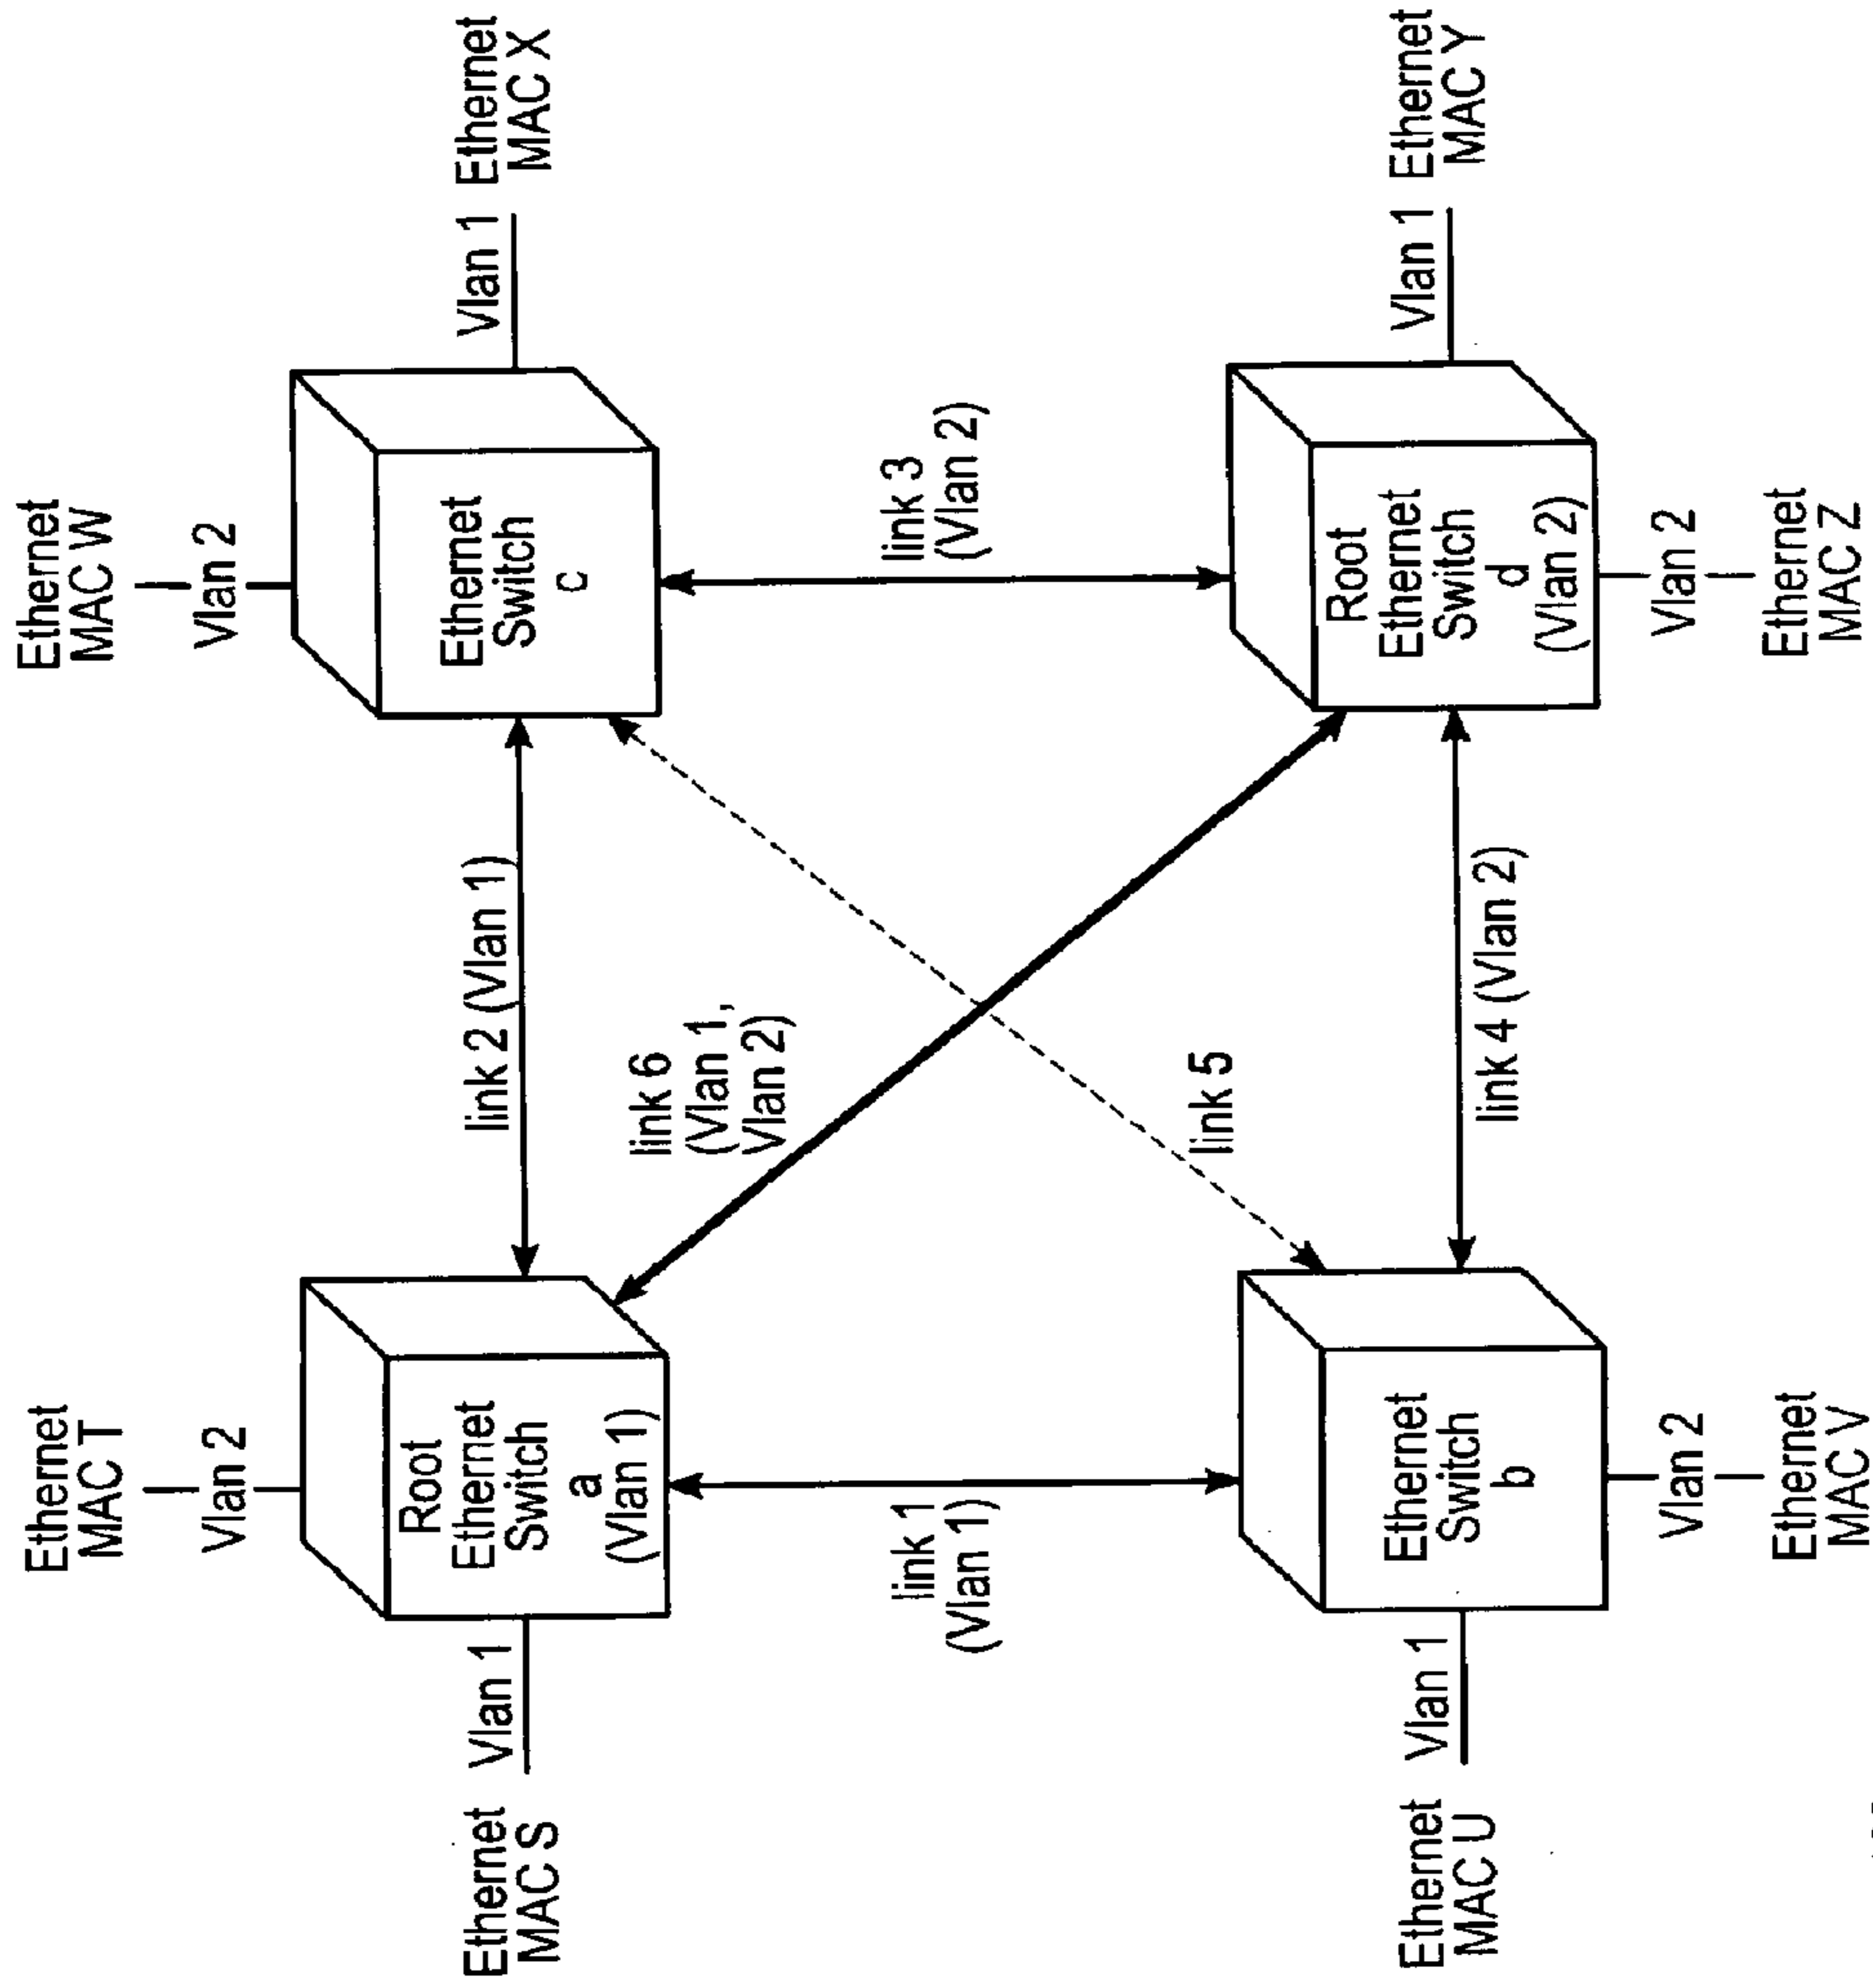 Ethernet
MAC T
Vlan 2
Ethernet
MAC W
Vlan 2
Ethernet
MAC S
Vlan 1
Root
Ethernet
Switch
a
(Vlan 1)
link 2 (Vlan 1)
Ethernet
Switch
c
Vlan 1
Ethernet
MAC X
link 6
(Vlan 1,
Vlan 2)
link 1
(Vlan 1)
link 3
(Vlan 2)
link 5
Ethernet
MAC U
Vlan 1
Ethernet
Switch
b
link 4 (Vlan 2)
Root
Ethernet
Switch
d
(Vlan 2)
Vlan 1
Ethernet
MAC Y
Vlan 2
Ethernet
MAC V
Vlan 2
Ethernet
MAC Z